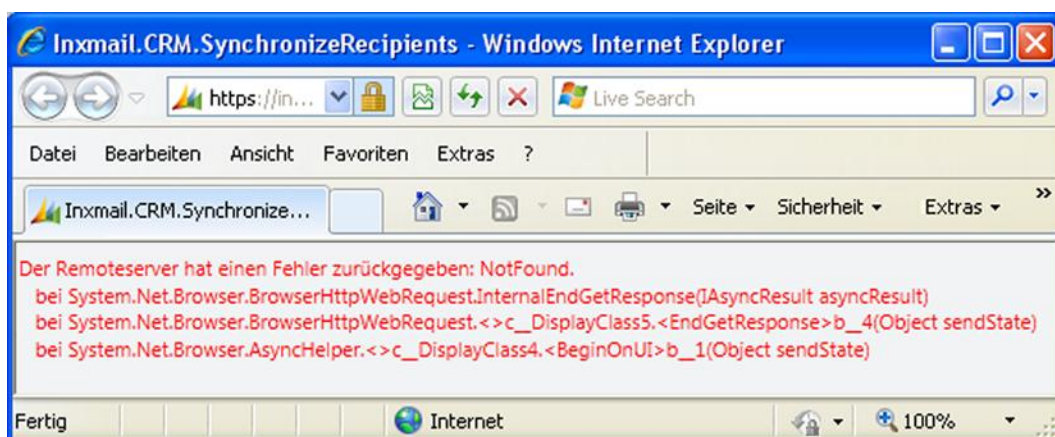 Inxmail.CRM.SynchronizeRecipients - Windows Internet Explorer
https://in... Live Search
Datei Bearbeiten Ansicht Favoriten Extras ?
Inxmail.CRM.Synchronize... Seite Sicherheit Extras »
Der Remoteserver hat einen Fehler zurückgegeben: NotFound.
bei System.Net.Browser.BrowserHttpWebRequest.InternalEndGetResponse(IAsyncResult asyncResult)
bei System.Net.Browser.BrowserHttpWebRequest.<>c__DisplayClass5.<EndGetResponse>b__4(Object sendState)
bei System.Net.Browser.AsyncHelper.<>c__DisplayClass4.<BeginOnUI>b__1(Object sendState)
Fertig Internet 100%